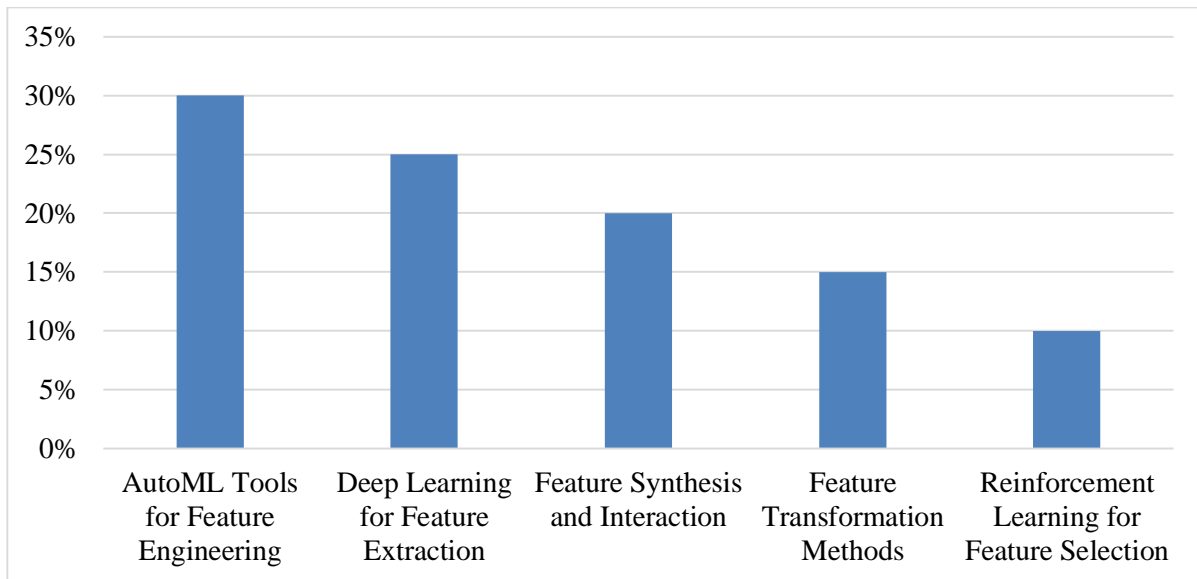 35%
30%
25%
20%
15%
10%
5%
0%
AutoML Tools
for Feature
Engineering
Deep Learning
for Feature
Extraction
Feature Synthesis
and Interaction
Feature
Transformation
Methods
Reinforcement
Learning for
Feature Selection